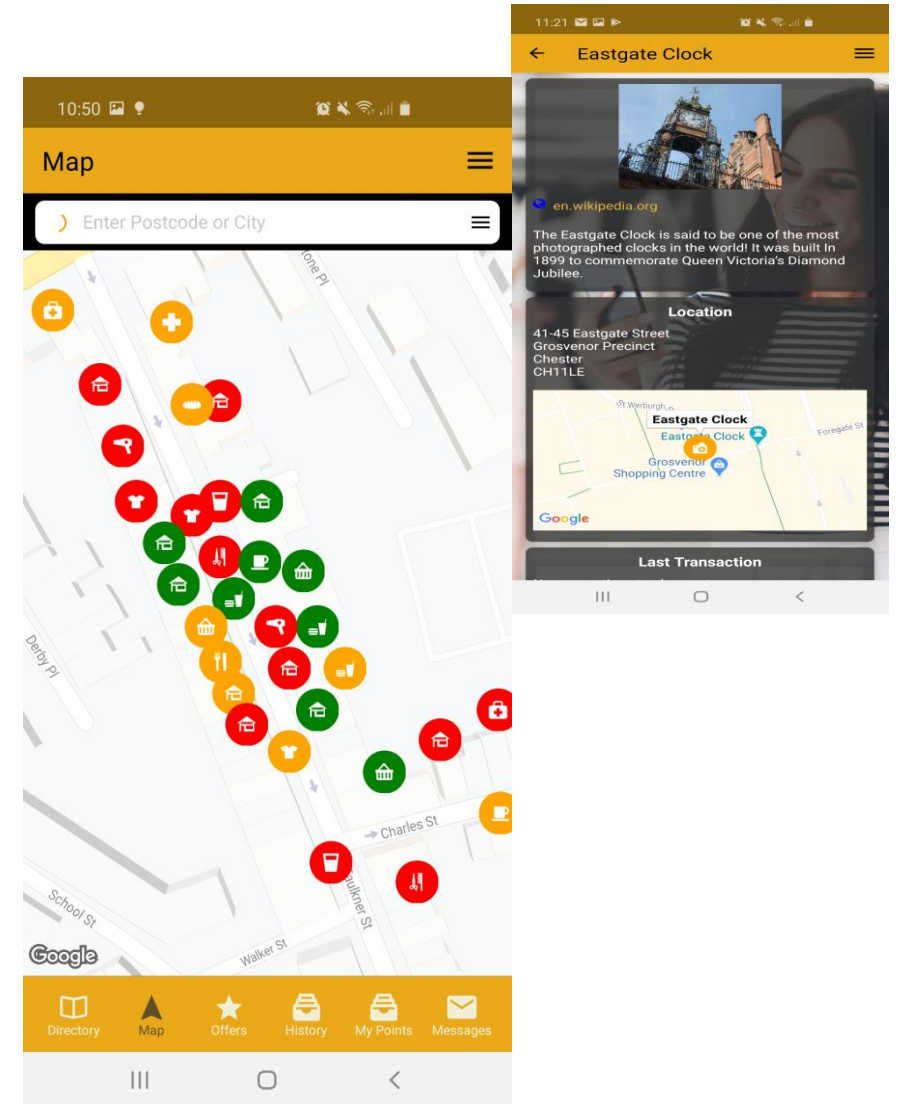 10:50
Map
Enter Postcode or City
tone Pl
Derby Pl
Charles St
aulkner St
School St
Walker St
Google
Directory
Map
Offers
History
My Points
Messages
11:21
Eastgate Clock
en.wikipedia.org
The Eastgate Clock is said to be one of the most
photographed clocks in the world! It was built In
1899 to commemorate Queen Victoria's Diamond
Jubilee.
Location
41-45 Eastgate Street
Grosvenor Precinct
Chester
CH11LE
St Werburgh
Eastgate Clock
Eastgate Clock
Foregate St
Grosvenor
Shopping Centre
Google
Last Transaction